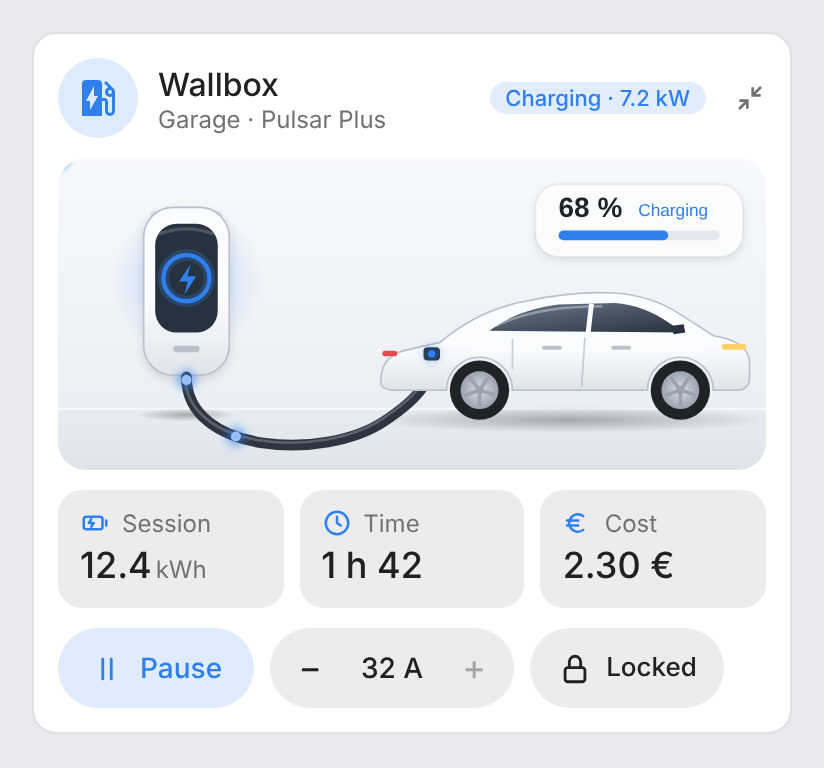 Wallbox
Garage · Pulsar Plus
Charging · 7.2 kW
68 % Charging
Session
12.4 kWh
Time
1 h 42
Cost
2.30 €
Pause
− 32 A +
Locked